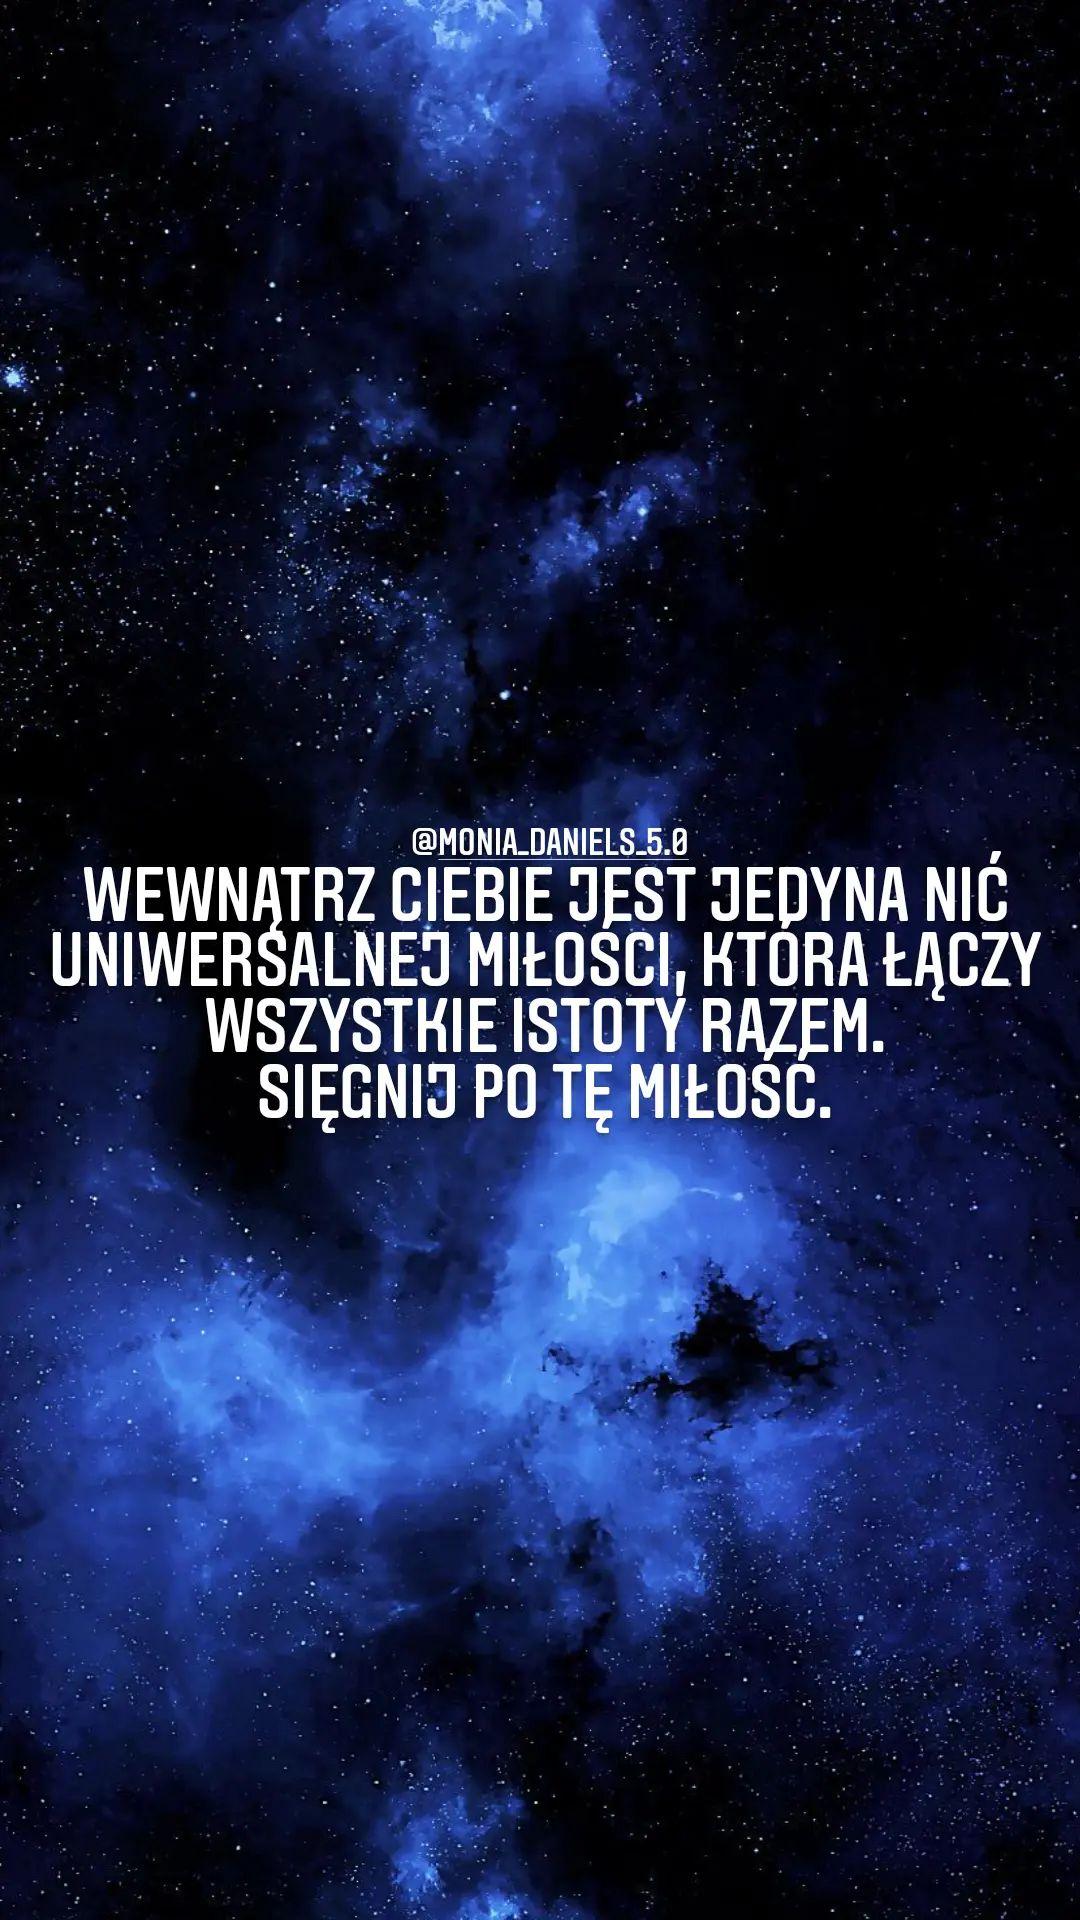 @MONIA_DANIELS_5.0
WEWNĄTRZ CIEBIE JEST JEDYNA NIĆ
UNIWERSALNEJ MIŁOŚCI, KTÓRA ŁĄCZY
WSZYSTKIE ISTOTY RAZEM.
SIĘGNIJ PO TĘ MIŁOŚĆ.